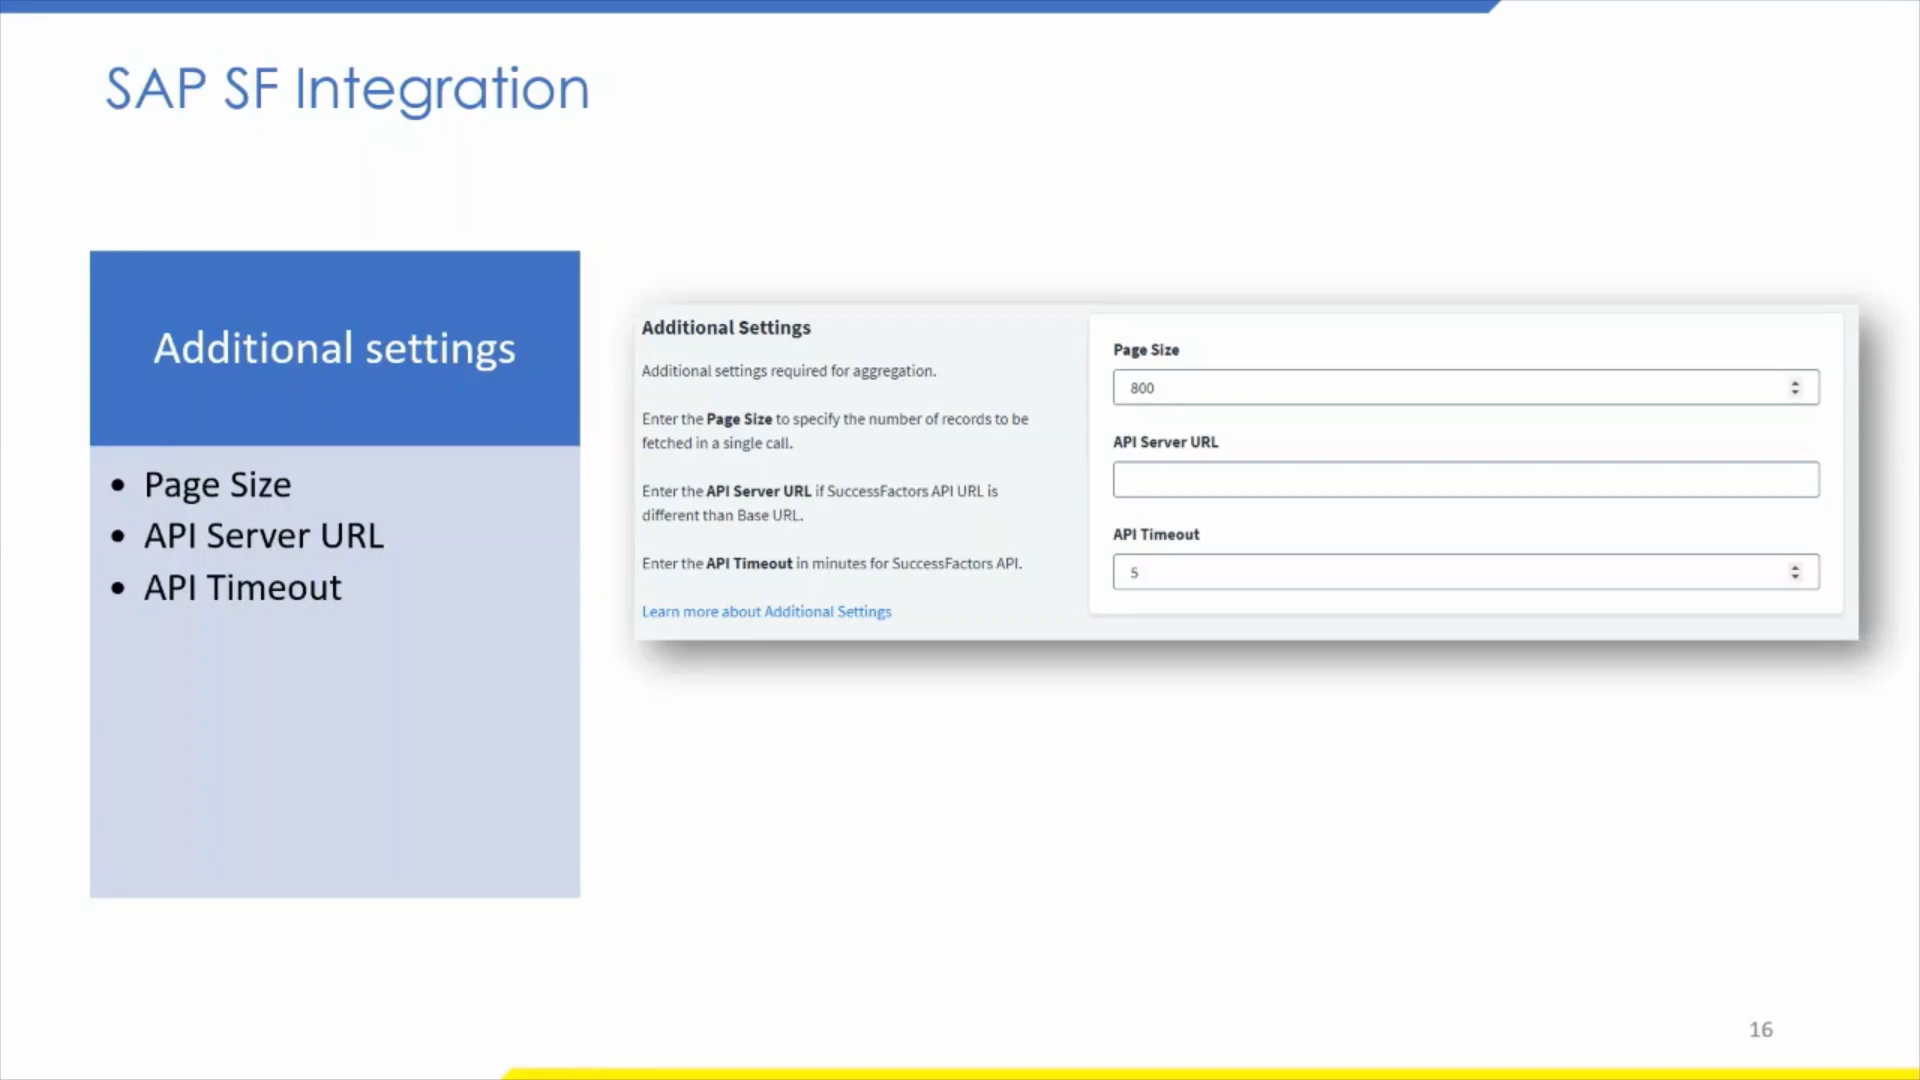 SAP SF Integration
Additional settings
• Page Size
• API Server URL
• API Timeout
Additional Settings
Additional settings required for aggregation.
Enter the Page Size to specify the number of records to be
fetched in a single call.
Enter the API Server URL if SuccessFactors API URL is
different than Base URL.
Enter the API Timeout in minutes for SuccessFactors API.
Learn more about Additional Settings
Page Size
800
API Server URL
API Timeout
5
16